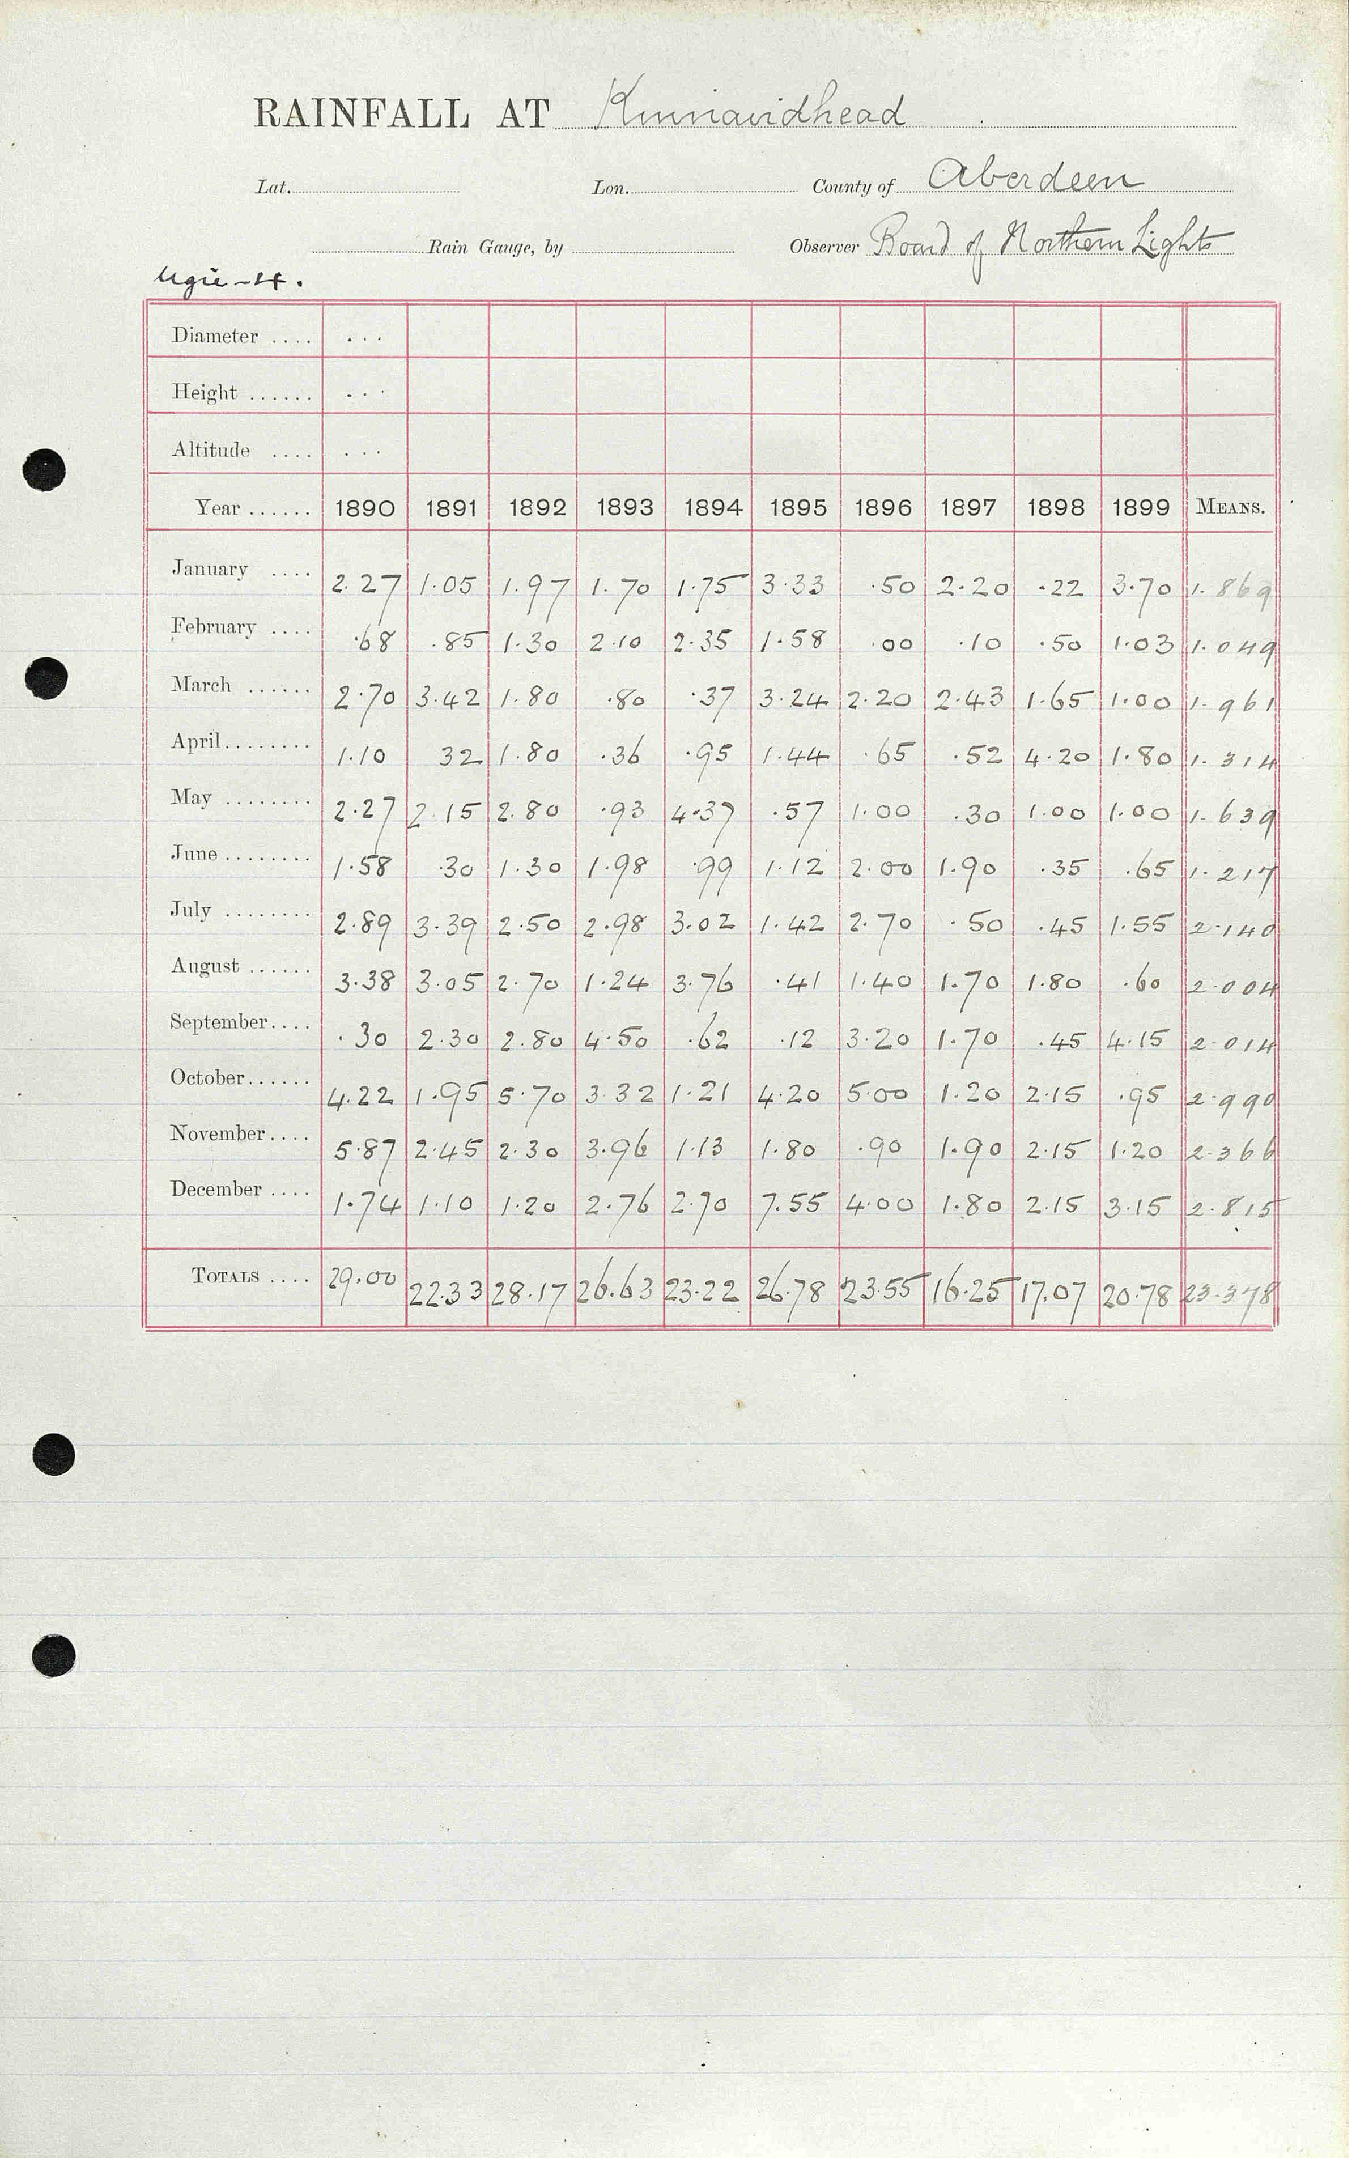 RAINFALL AT Kinnairdhead
Lat. Lon. County of Aberdeen
Rain Gauge, by Observer Board of Northern Lights
Ugie-14.
Diameter .... ...
Height ...... ...
Altitude .... ...
Year ...... 1890 1891 1892 1893 1894 1895 1896 1897 1898 1899 MEANS.
January .... 2.27 1.05 1.97 1.70 1.75 3.33 .50 2.20 .22 3.70 1.869
February .... .68 .85 1.30 2.10 2.35 1.58 .00 .10 .50 1.03 1.049
March ...... 2.70 3.42 1.80 .80 .37 3.24 2.20 2.43 1.65 1.00 1.961
April........ 1.10 32 1.80 .36 .95 1.44 .65 .52 4.20 1.80 1.314
May ........ 2.27 2.15 2.80 .93 4.37 .57 1.00 .30 1.00 1.00 1.639
June ........ 1.58 .30 1.30 1.98 .99 1.12 2.00 1.90 .35 .65 1.217
July ........ 2.89 3.39 2.50 2.98 3.02 1.42 2.70 .50 .45 1.55 2.140
August ...... 3.38 3.05 2.70 1.24 3.76 .41 1.40 1.70 1.80 .60 2.004
September.... .30 2.30 2.80 4.50 .62 .12 3.20 1.70 .45 4.15 2.014
October...... 4.22 1.95 5.70 3.32 1.21 4.20 5.00 1.20 2.15 .95 2.990
November.... 5.87 2.45 2.30 3.96 1.13 1.80 .90 1.90 2.15 1.20 2.366
December .... 1.74 1.10 1.20 2.76 2.70 7.55 4.00 1.80 2.15 3.15 2.815
TOTALS .... 29.00 22.33 28.17 26.63 23.22 26.78 23.55 16.25 17.07 20.78 23.378